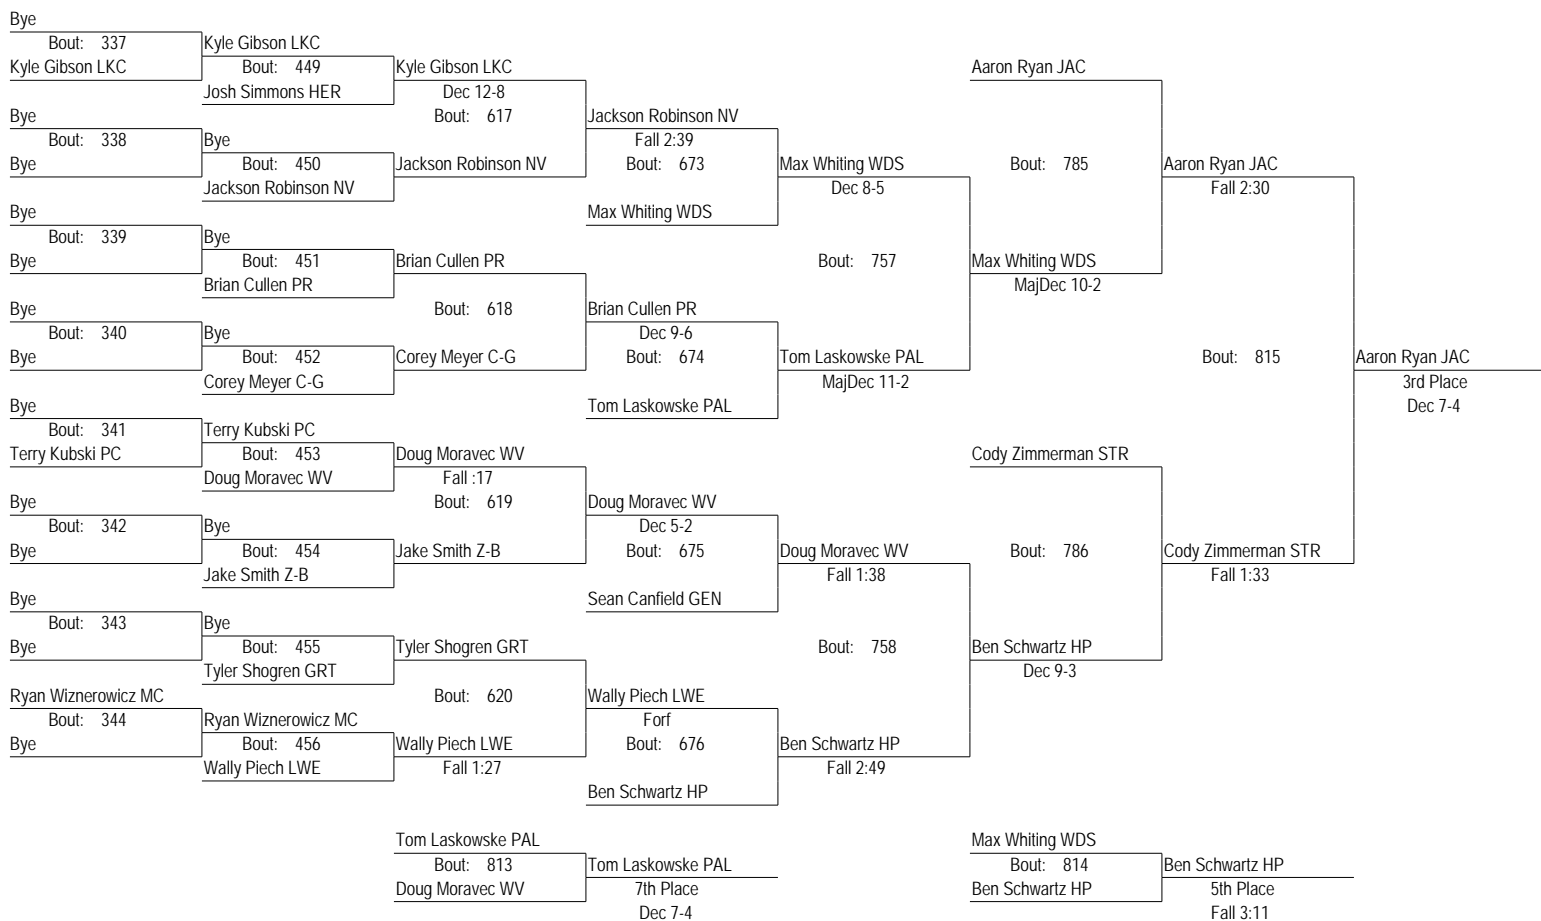 Bye
Bout: 337
Kyle Gibson LKC
Bye
Bout: 338
Bye
Bye
Bout: 339
Bye
Bye
Bout: 340
Bye
Bye
Bout: 341
Terry Kubski PC
Bye
Bout: 342
Bye
Bye
Bout: 343
Bye
Ryan Wiznerowicz MC
Bout: 344
Bye
Kyle Gibson LKC
Bout: 449
Josh Simmons HER
Bye
Bout: 450
Jackson Robinson NV
Bye
Bout: 451
Brian Cullen PR
Bye
Bout: 452
Corey Meyer C-G
Terry Kubski PC
Bout: 453
Doug Moravec WV
Bye
Bout: 454
Jake Smith Z-B
Bye
Bout: 455
Tyler Shogren GRT
Ryan Wiznerowicz MC
Bout: 456
Wally Piech LWE
Kyle Gibson LKC
Dec 12-8
Bout: 617
Jackson Robinson NV
Brian Cullen PR
Bout: 618
Corey Meyer C-G
Doug Moravec WV
Fall :17
Bout: 619
Jake Smith Z-B
Tyler Shogren GRT
Bout: 620
Wally Piech LWE
Fall 1:27
Jackson Robinson NV
Fall 2:39
Bout: 673
Max Whiting WDS
Brian Cullen PR
Dec 9-6
Bout: 674
Tom Laskowske PAL
Doug Moravec WV
Dec 5-2
Bout: 675
Sean Canfield GEN
Wally Piech LWE
Forf
Bout: 676
Ben Schwartz HP
Max Whiting WDS
Dec 8-5
Bout: 757
Tom Laskowske PAL
MajDec 11-2
Doug Moravec WV
Fall 1:38
Bout: 758
Ben Schwartz HP
Fall 2:49
Aaron Ryan JAC
Bout: 785
Max Whiting WDS
MajDec 10-2
Cody Zimmerman STR
Bout: 786
Ben Schwartz HP
Dec 9-3
Aaron Ryan JAC
Fall 2:30
Bout: 815
Cody Zimmerman STR
Fall 1:33
Aaron Ryan JAC
3rd Place
Dec 7-4
Tom Laskowske PAL
Bout: 813
Doug Moravec WV
Tom Laskowske PAL
7th Place
Dec 7-4
Max Whiting WDS
Bout: 814
Ben Schwartz HP
Ben Schwartz HP
5th Place
Fall 3:11